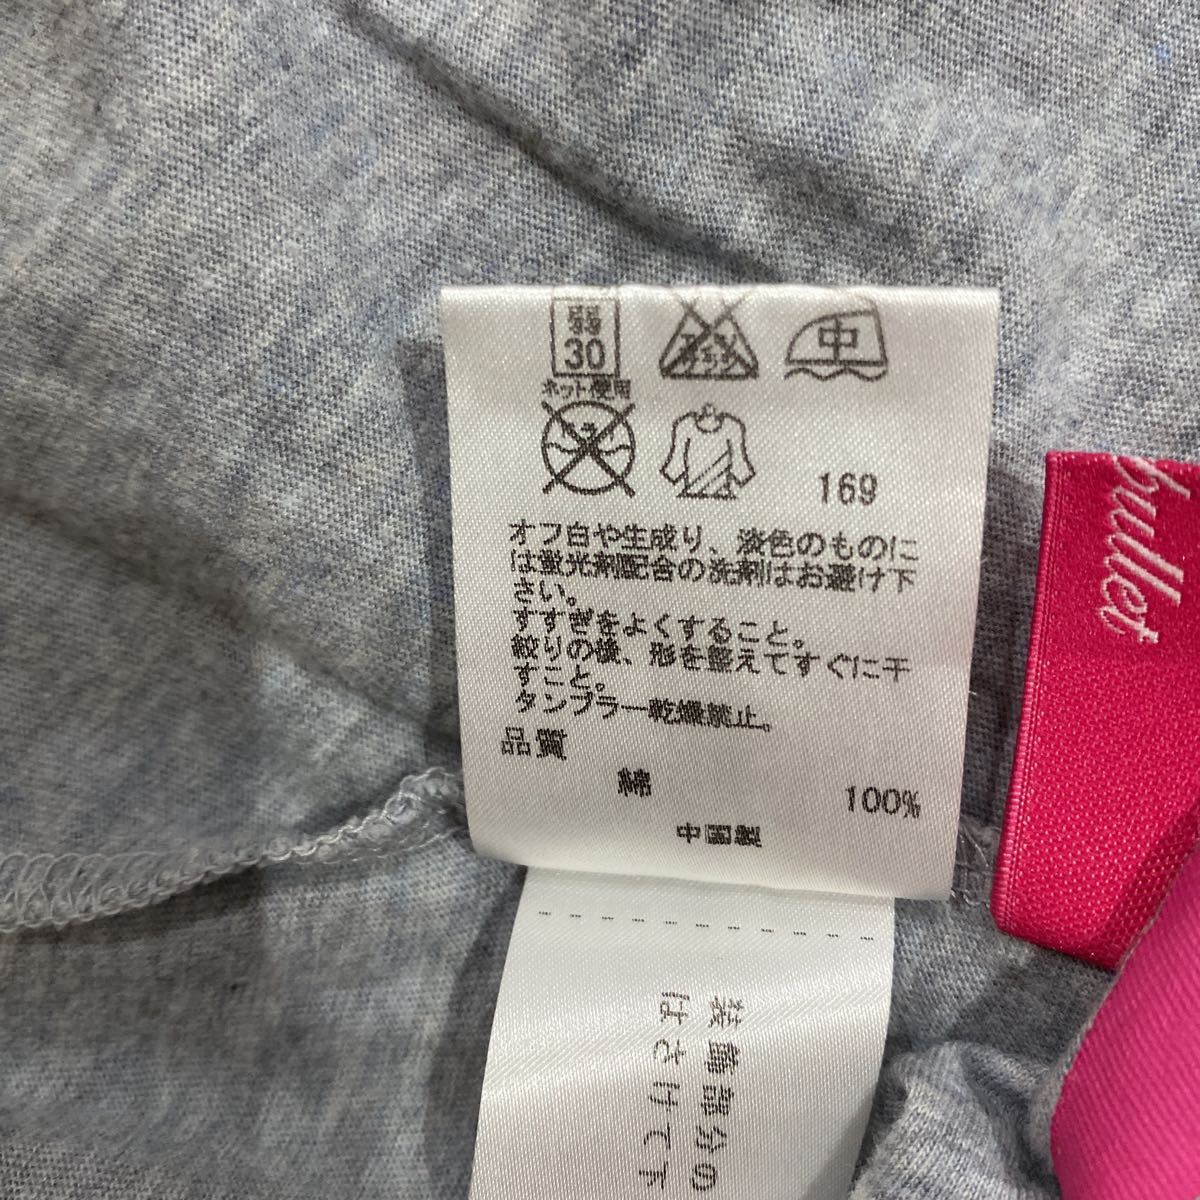 弱
30
ネット使用
中
169
オフ白や生成り、淡色のものに
は蛍光剤配合の洗剤はお避け下
さい。
すすぎをよくすること。
絞りの後、形を整えてすぐに干
すこと。
タンブラー乾燥禁止。
品質
綿 100%
中国製
bullet
装飾部分の
はさけて下